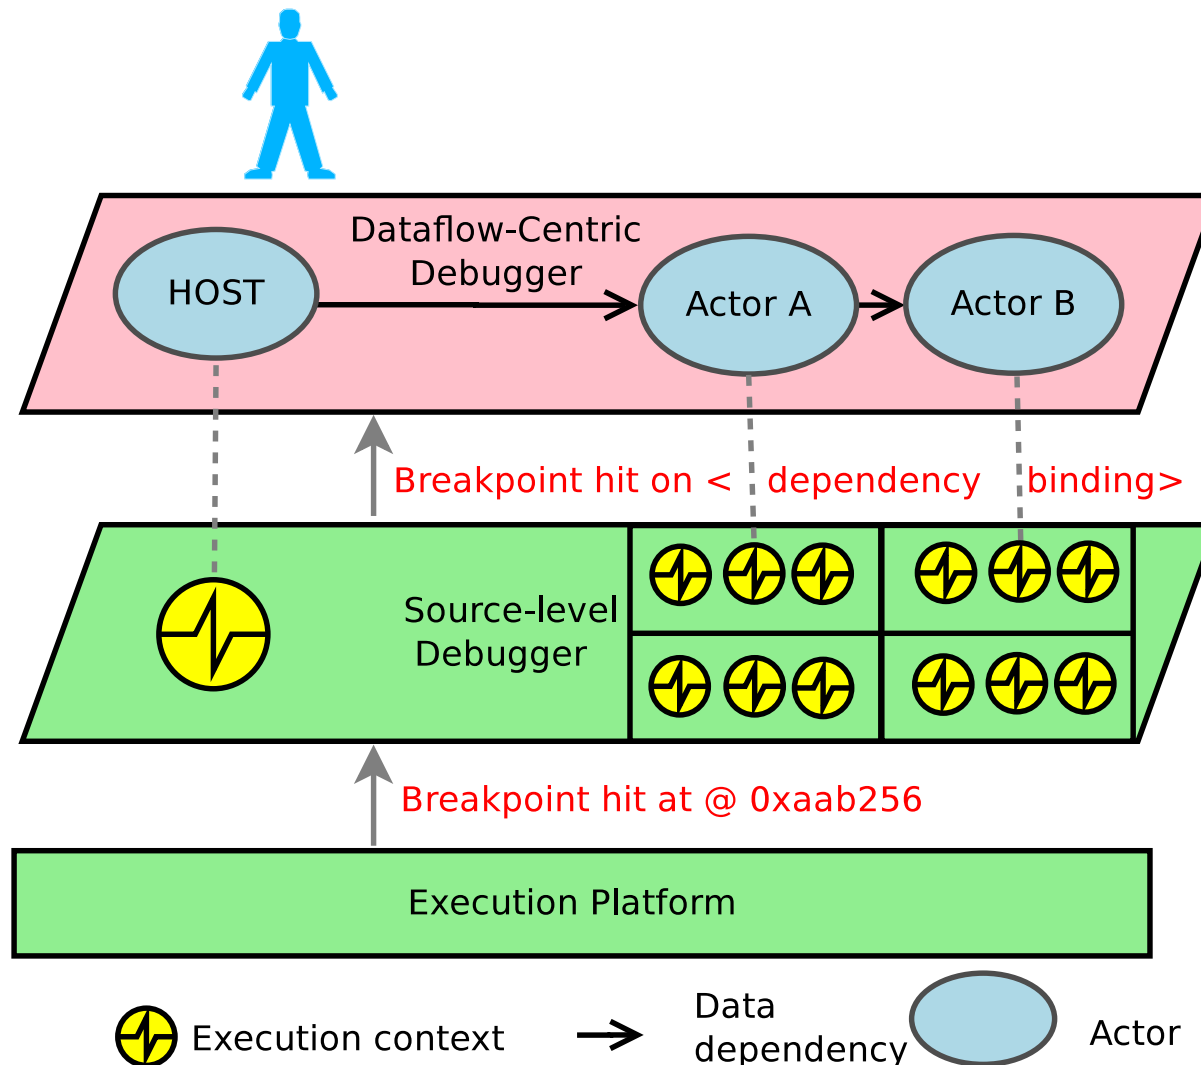 Dataflow-Centric
Debugger
HOST
Actor A
Actor B
Breakpoint hit on < dependency binding>
Source-level
Debugger
Breakpoint hit at @ 0xaab256
Execution Platform
Execution context
Data
dependency
Actor